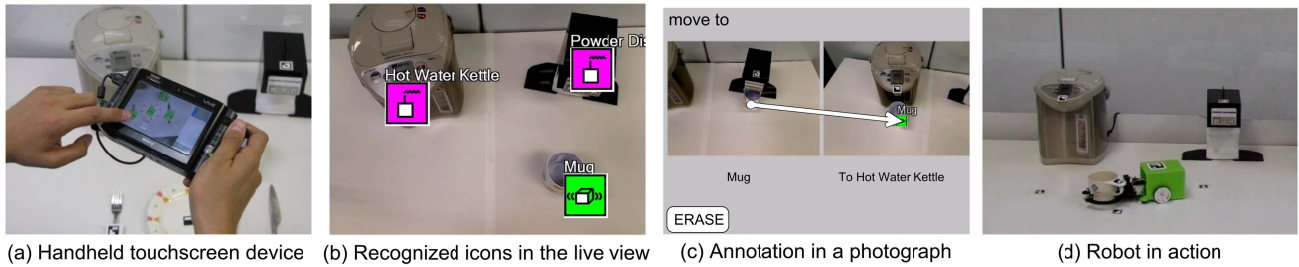 Hot Water Kettle
Powder Dis
Mug
move to
Mug
Mug
To Hot Water Kettle
ERASE
(a) Handheld touchscreen device
(b) Recognized icons in the live view
(c) Annotation in a photograph
(d) Robot in action